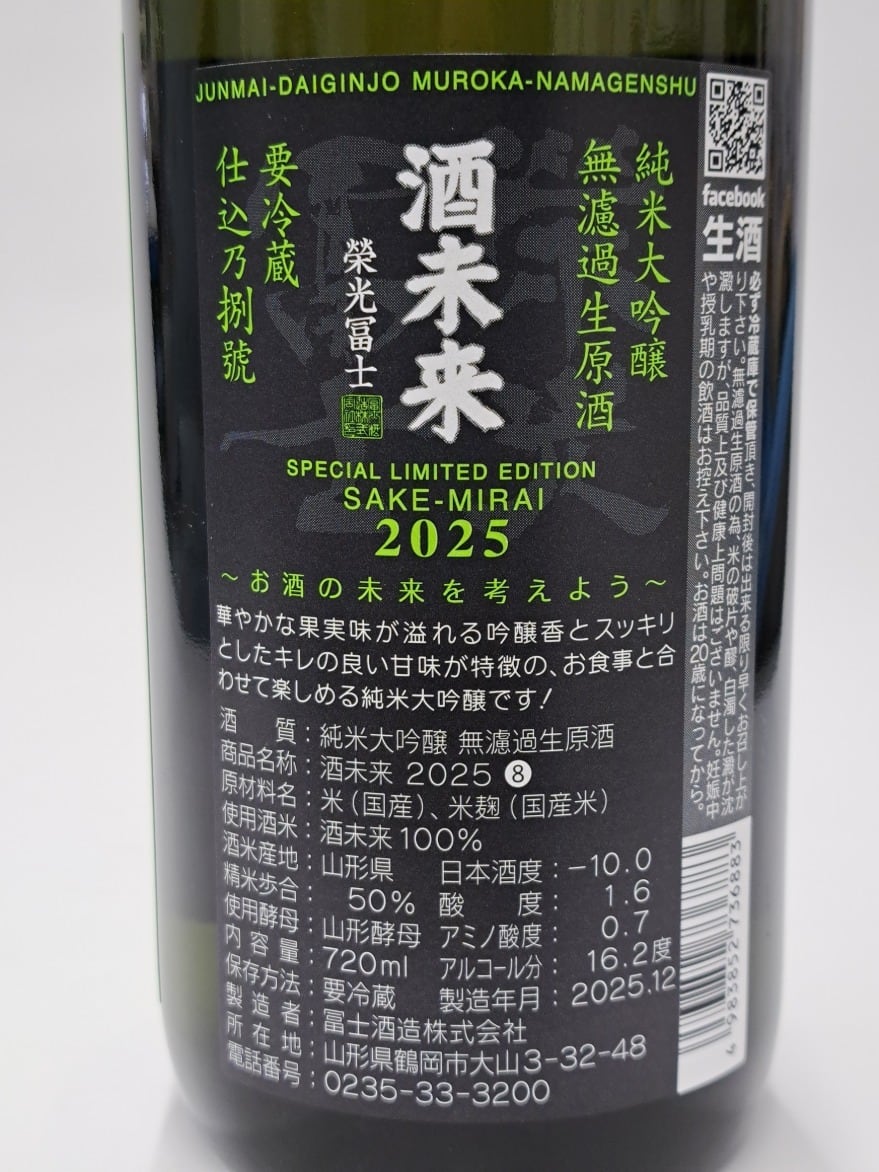 JUNMAI-DAIGINJO MUROKA-NAMAGENSHU
純米大吟醸
無濾過生原酒
酒未来
榮光冨士
要冷蔵
仕込乃捌號
SPECIAL LIMITED EDITION
SAKE-MIRAI
2025
～お酒の未来を考えよう～
華やかな果実味が溢れる吟醸香とスッキリ
としたキレの良い甘味が特徴の、お食事と合
わせて楽しめる純米大吟醸です!
酒質:純米大吟醸 無濾過生原酒
商品名称:酒未来 2025 ❽
原材料名:米(国産)、米麹(国産米)
使用酒米:酒未来100%
酒米産地:山形県 日本酒度:-10.0
精米歩合:50% 酸度:1.6
使用酵母:山形酵母 アミノ酸度:0.7
内容量:720ml アルコール分:16.2度
保存方法:要冷蔵 製造年月:2025.12
製造者:冨士酒造株式会社
所在地:山形県鶴岡市大山3-32-48
電話番号:0235-33-3200
facebook
生酒
必ず冷蔵庫で保管頂き、開封後は出来る限り早くお召し上が
り下さい。無濾過生原酒の為、米の破片や醪、白濁した澱が沈
澱しますが、品質上及び健康上問題はございません。妊娠中
や授乳期の飲酒はお控え下さい。お酒は20歳になってから。
4 983852 736883